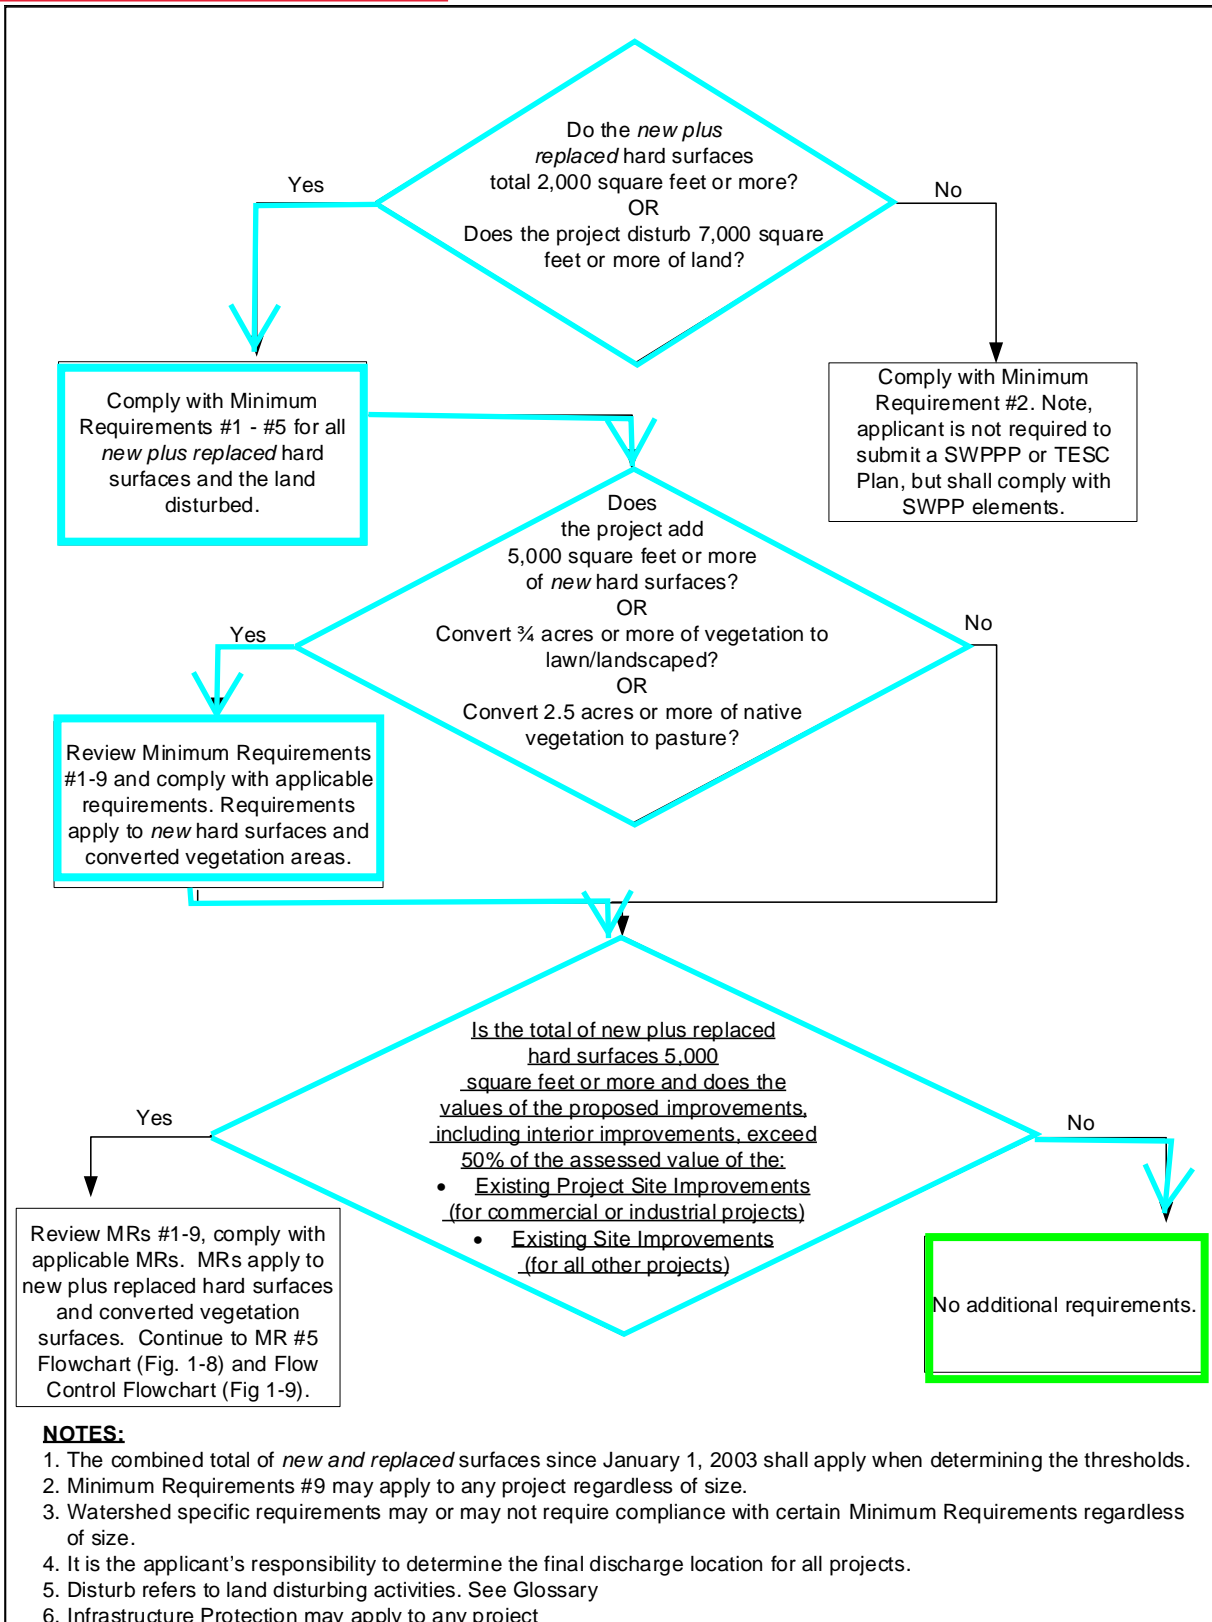 Do the new plus
replaced hard surfaces
total 2,000 square feet or more?
OR
Does the project disturb 7,000 square
feet or more of land?
Yes
No
Comply with Minimum
Requirements #1 - #5 for all
new plus replaced hard
surfaces and the land
disturbed.
Comply with Minimum
Requirement #2. Note,
applicant is not required to
submit a SWPPP or TESC
Plan, but shall comply with
SWPP elements.
Does
the project add
5,000 square feet or more
of new hard surfaces?
OR
Convert ¾ acres or more of vegetation to
lawn/landscaped?
OR
Convert 2.5 acres or more of native
vegetation to pasture?
Yes
No
Review Minimum Requirements
#1-9 and comply with applicable
requirements. Requirements
apply to new hard surfaces and
converted vegetation areas.
Is the total of new plus replaced
hard surfaces 5,000
square feet or more and does the
values of the proposed improvements,
including interior improvements, exceed
50% of the assessed value of the:
• Existing Project Site Improvements
(for commercial or industrial projects)
• Existing Site Improvements
(for all other projects)
Yes
No
Review MRs #1-9, comply with
applicable MRs. MRs apply to
new plus replaced hard surfaces
and converted vegetation
surfaces. Continue to MR #5
Flowchart (Fig. 1-8) and Flow
Control Flowchart (Fig 1-9).
No additional requirements.
NOTES:
1. The combined total of new and replaced surfaces since January 1, 2003 shall apply when determining the thresholds.
2. Minimum Requirements #9 may apply to any project regardless of size.
3. Watershed specific requirements may or may not require compliance with certain Minimum Requirements regardless
of size.
4. It is the applicant's responsibility to determine the final discharge location for all projects.
5. Disturb refers to land disturbing activities. See Glossary
6. Infrastructure Protection may apply to any project